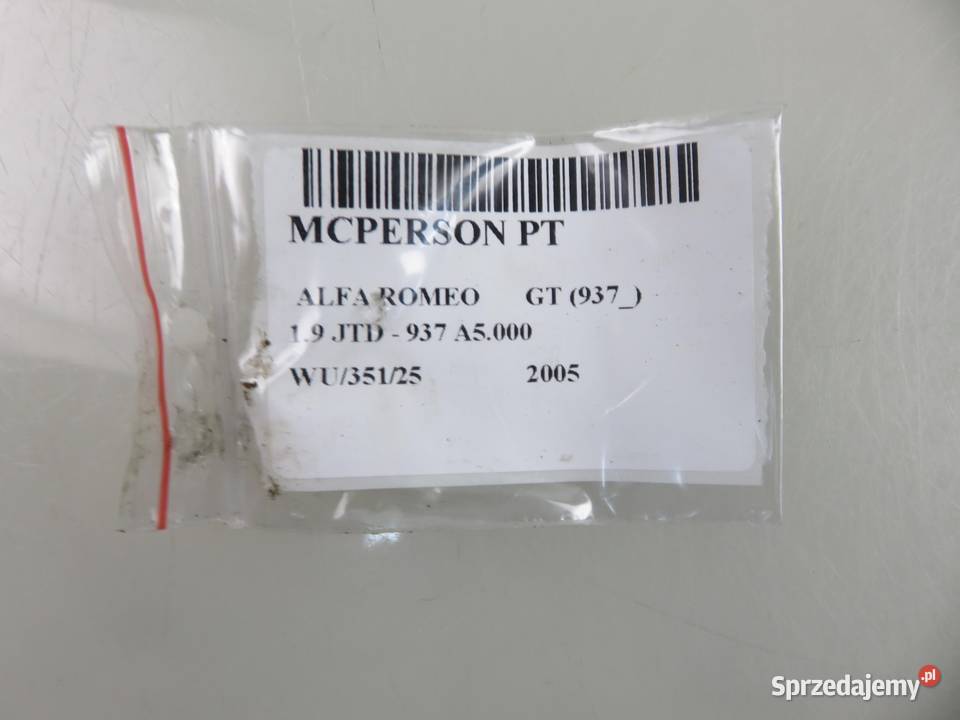 MCPERSON PT
ALFA ROMEO GT (937_)
1.9 JTD - 937 A5.000
WU/351/25 2005
Sprzedajemy.pl